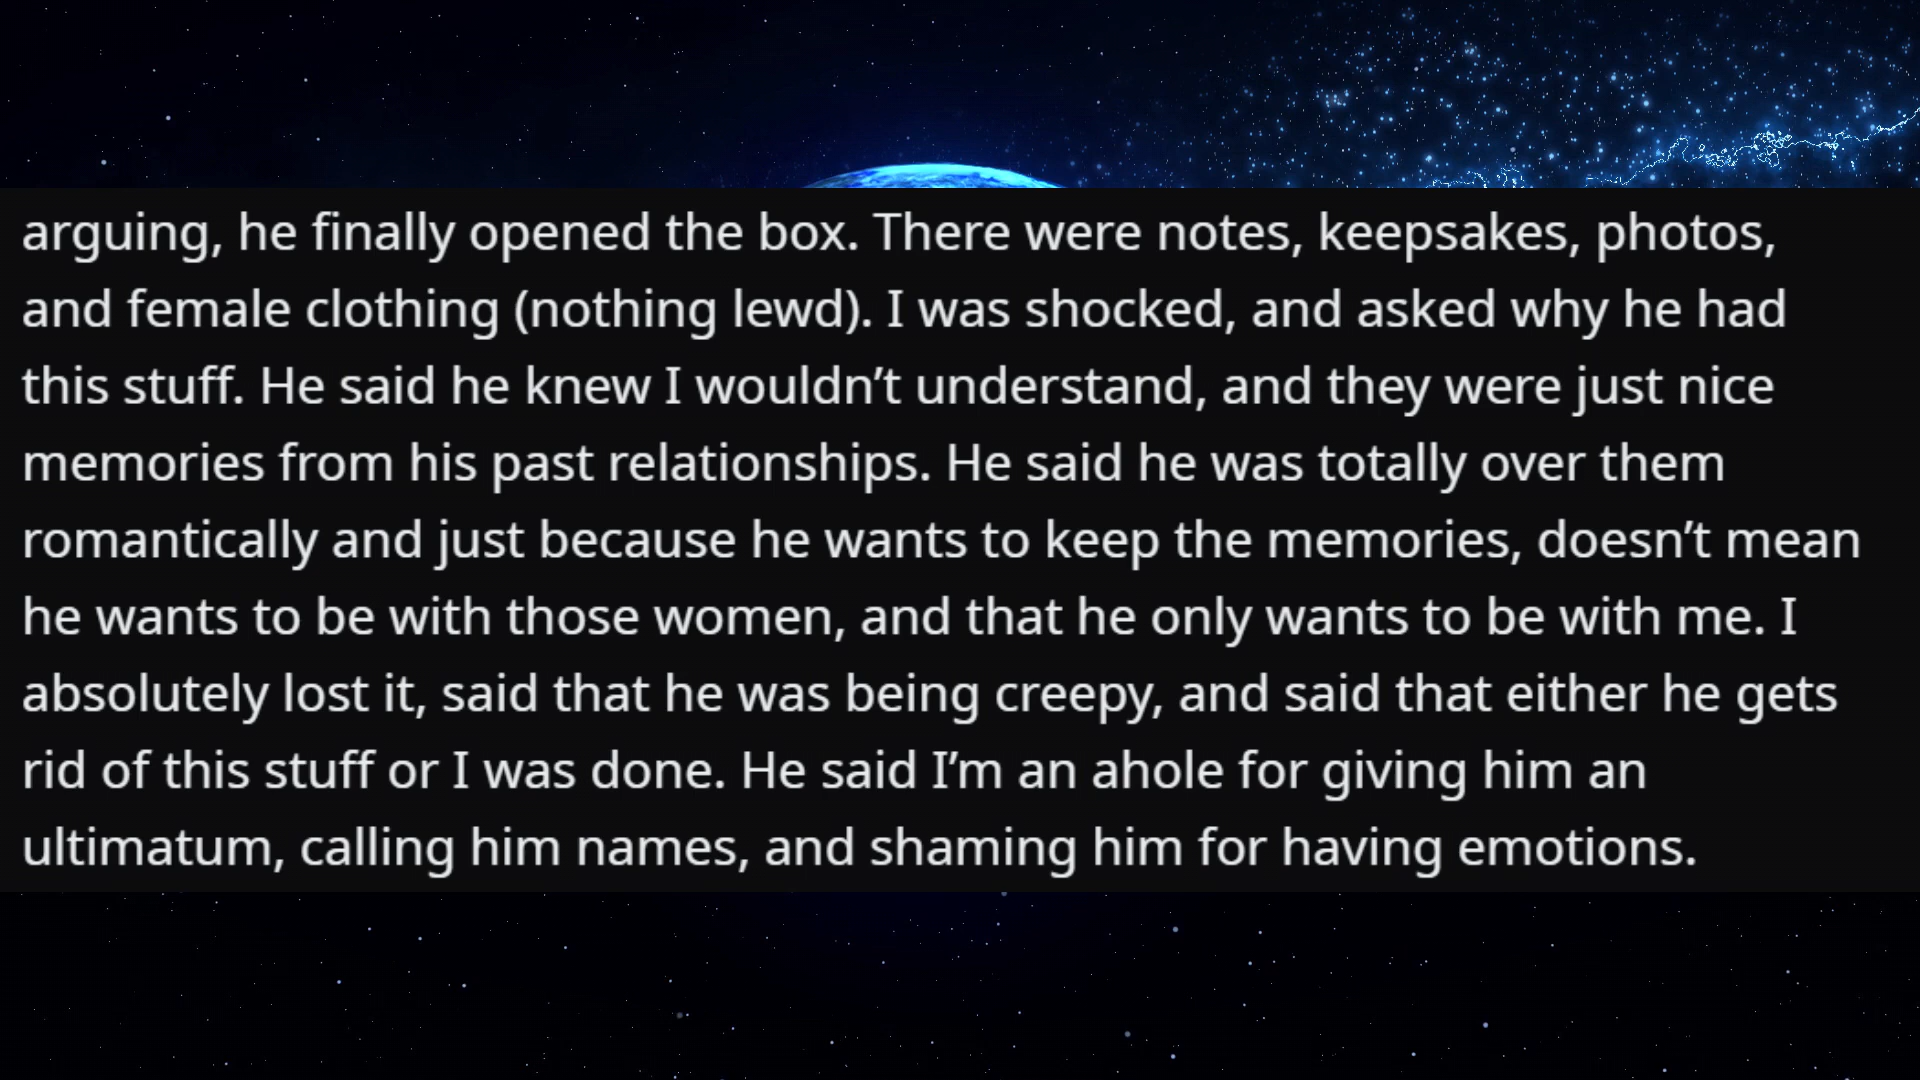 arguing, he finally opened the box. There were notes, keepsakes, photos,
and female clothing (nothing lewd). I was shocked, and asked why he had
this stuff. He said he knew I wouldn’t understand, and they were just nice
memories from his past relationships. He said he was totally over them
romantically and just because he wants to keep the memories, doesn’t mean
he wants to be with those women, and that he only wants to be with me. I
absolutely lost it, said that he was being creepy, and said that either he gets
rid of this stuff or I was done. He said I’m an ahole for giving him an
ultimatum, calling him names, and shaming him for having emotions.